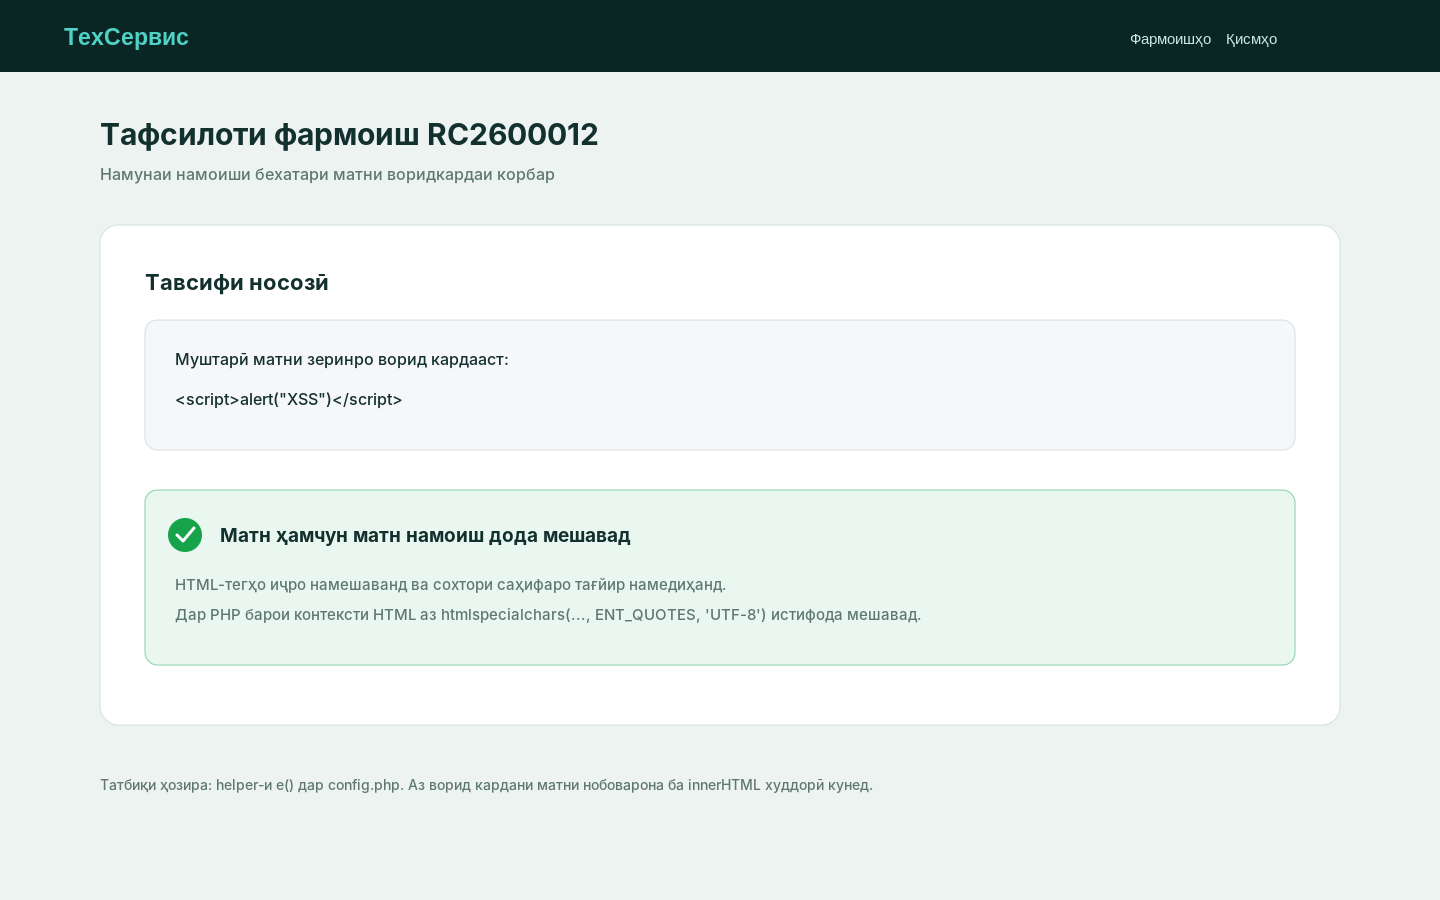 ТехСервис
Фармоишҳо Қисмҳо
Тафсилоти фармоиш RC2600012
Намунаи намоиши бехатари матни воридкардаи корбар
Тавсифи носозӣ
Муштарӣ матни зеринро ворид кардааст:
<script>alert("XSS")</script>
Матн ҳамчун матн намоиш дода мешавад
HTML-тегҳо иҷро намешаванд ва сохтори саҳифаро тағйир намедиҳанд.
Дар PHP барои контексти HTML аз htmlspecialchars(..., ENT_QUOTES, 'UTF-8') истифода мешавад.
Татбиқи ҳозира: helper-и e() дар config.php. Аз ворид кардани матни нобоварона ба innerHTML худдорӣ кунед.